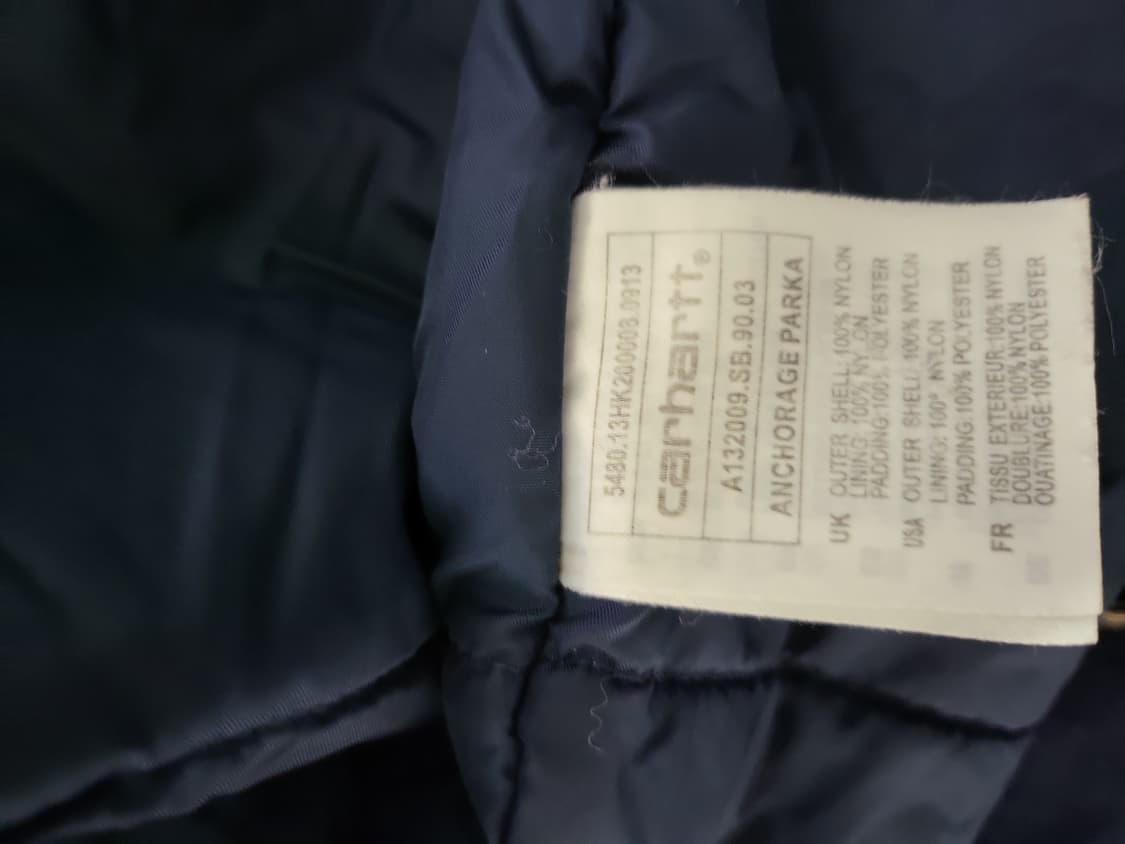 5480.13HK200008.0913
carhartt®
A132009.SB.90.03
ANCHORAGE PARKA
UK OUTER SHELL:100% NYLON
LINING: 100% NYLON
PADDING:100% POLYESTER
USA OUTER SHELL: 100% NYLON
LINING: 100% NYLON
PADDING: 100% POLYESTER
FR TISSU EXTERIEUR:100% NYLON
DOUBLURE:100% NYLON
OUATINAGE:100% POLYESTER